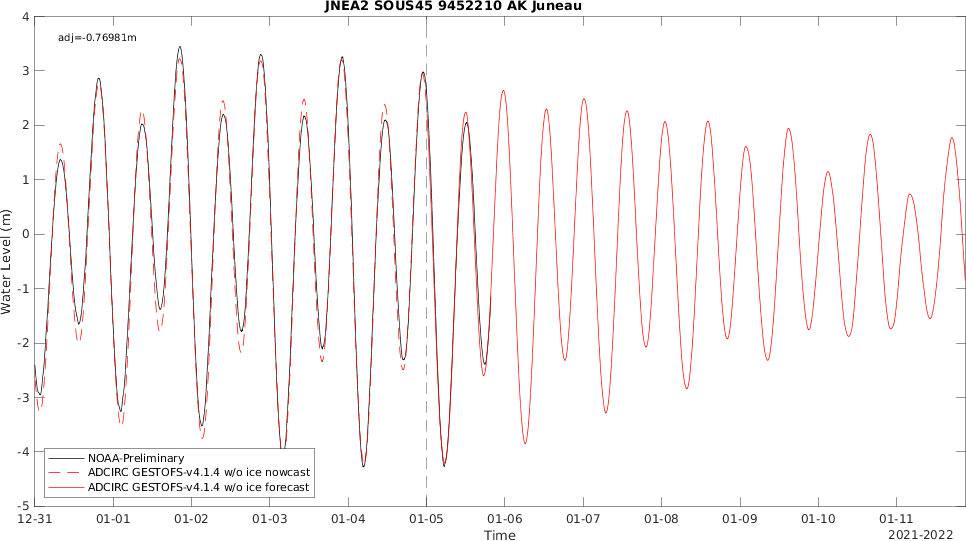 JNEA2 SOUS45 9452210 AK Juneau
adj=-0.76981m
4
3
2
1
0
-1
-2
-3
-4
-5
Water Level (m)
NOAA-Preliminary
ADCIRC GESTOFS-v4.1.4 w/o ice nowcast
ADCIRC GESTOFS-v4.1.4 w/o ice forecast
12-31 01-01 01-02 01-03 01-04 01-05 01-06 01-07 01-08 01-09 01-10 01-11
Time
2021-2022